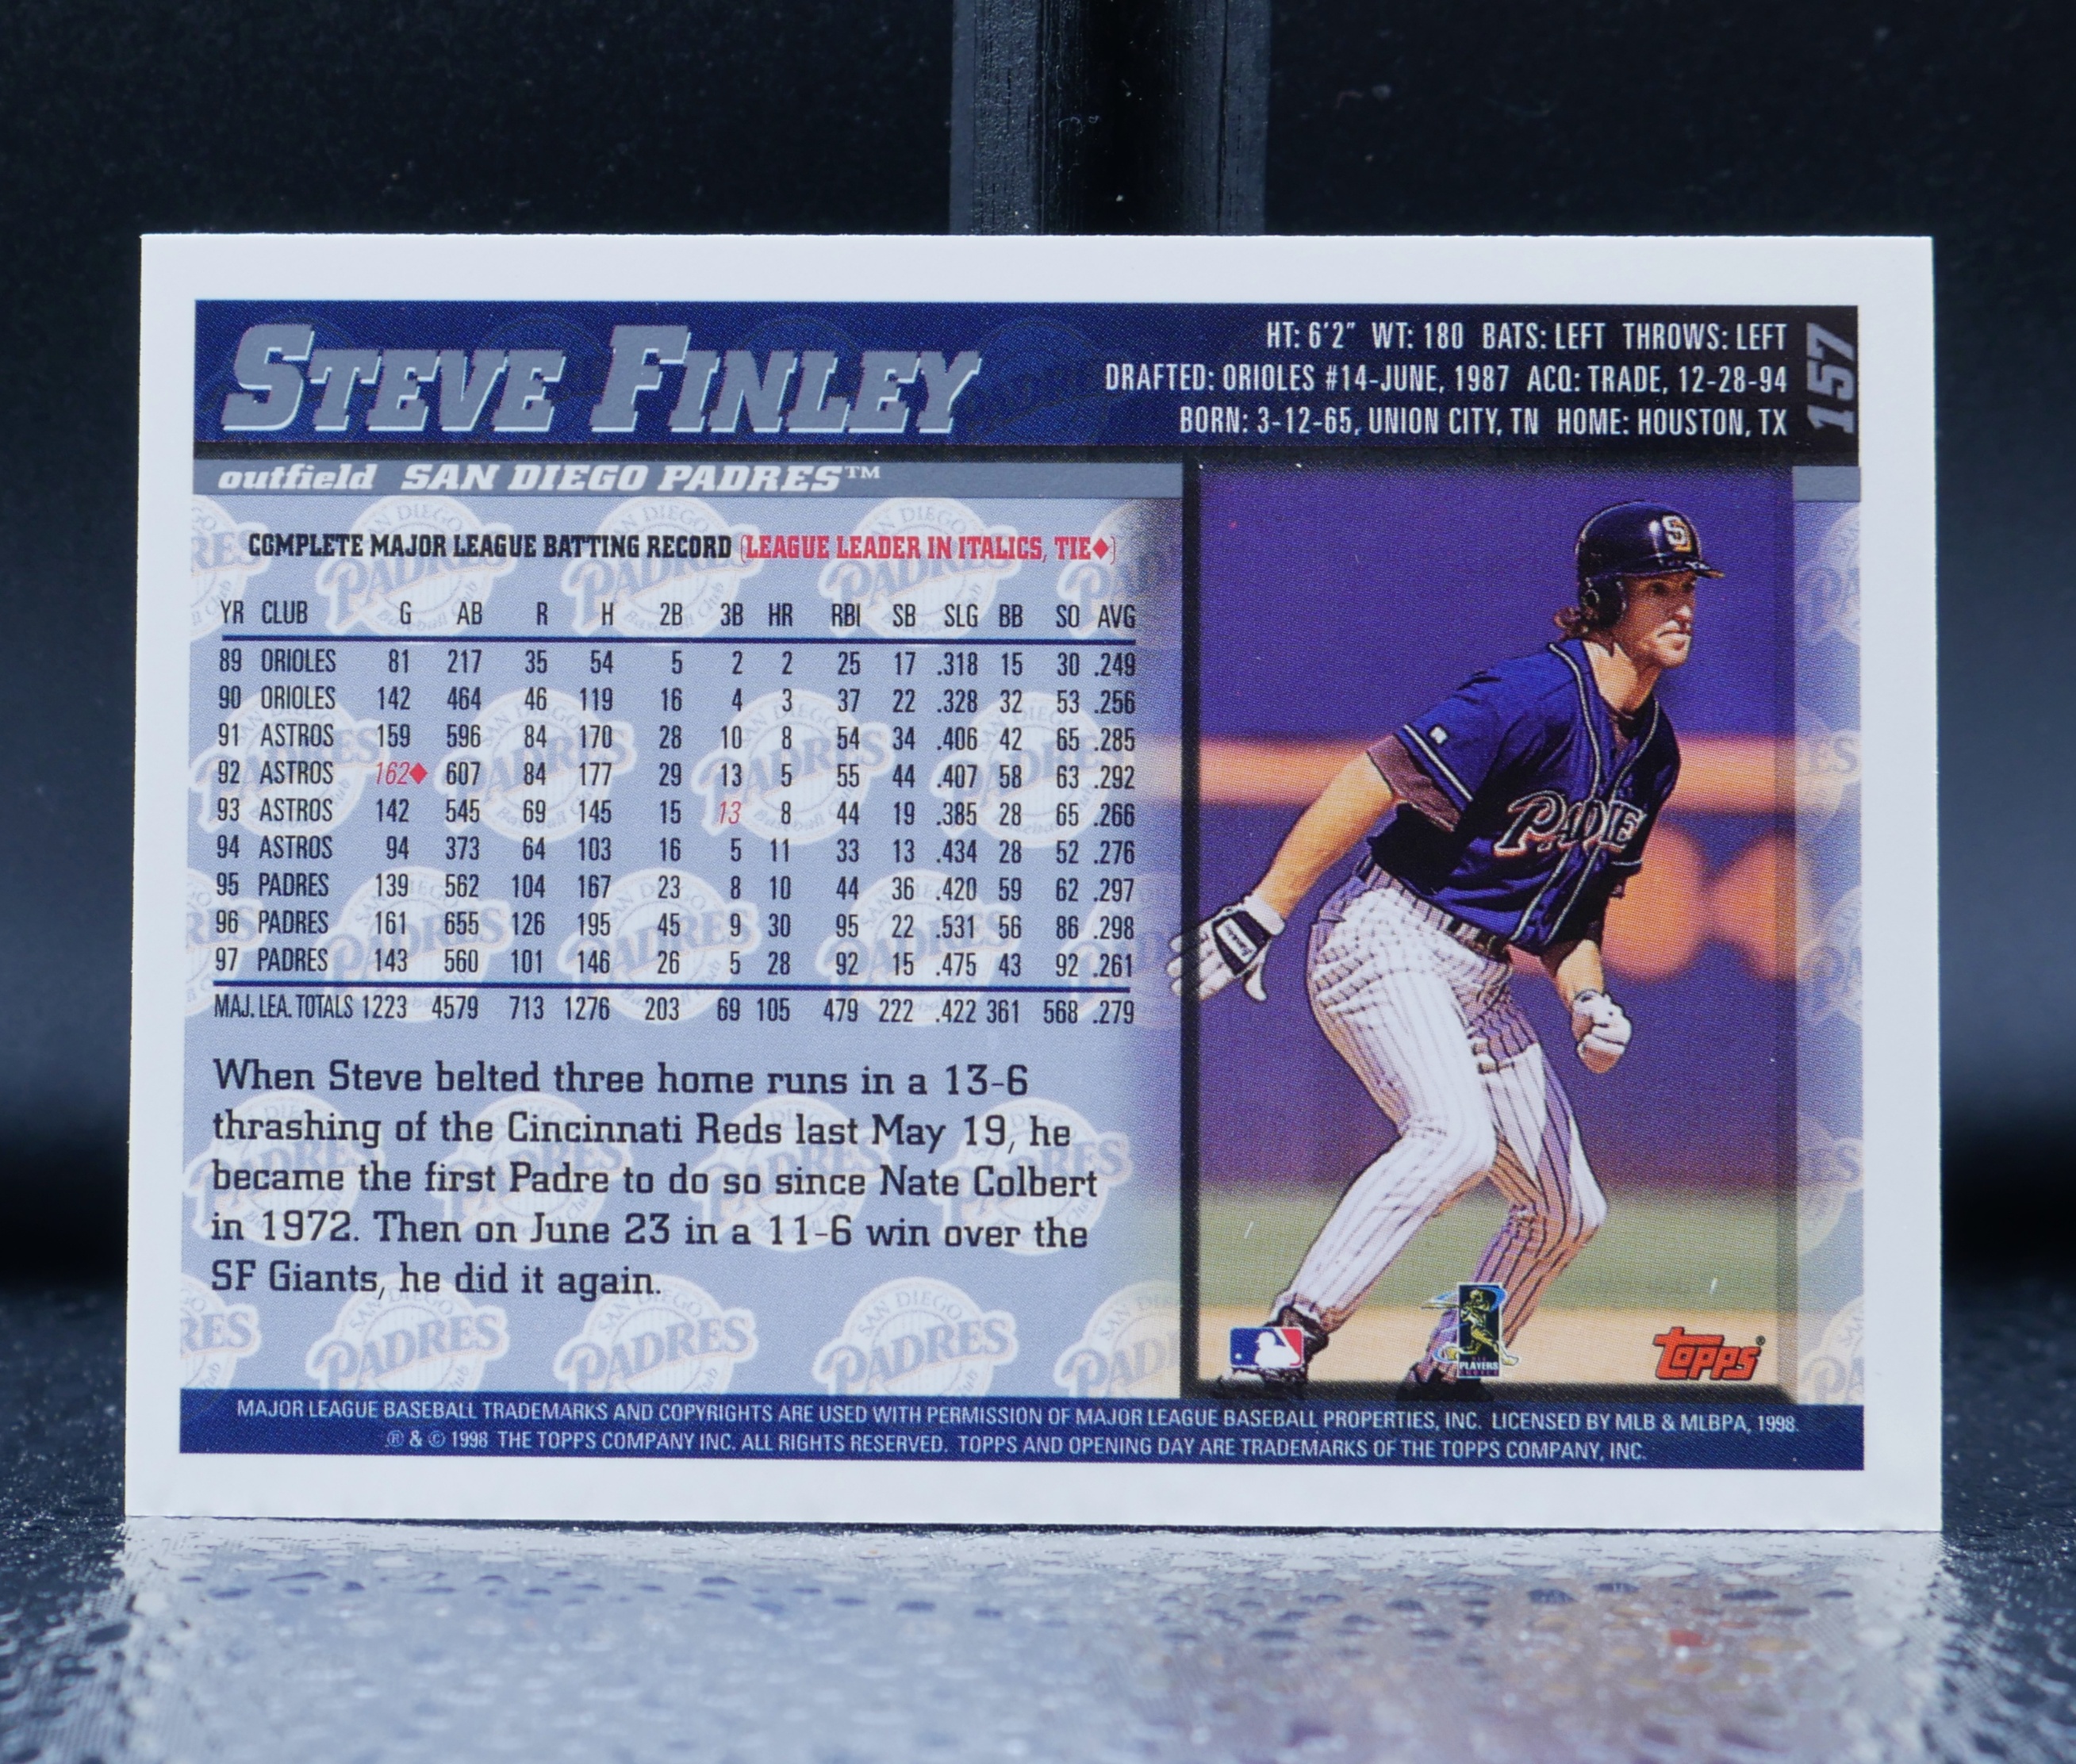 STEVE FINLEY
HT: 6'2" WT: 180 BATS: LEFT THROWS: LEFT
DRAFTED: ORIOLES #14-JUNE, 1987 ACQ: TRADE, 12-28-94
BORN: 3-12-65, UNION CITY, TN HOME: HOUSTON, TX
157
outfield SAN DIEGO PADRES™
COMPLETE MAJOR LEAGUE BATTING RECORD (LEAGUE LEADER IN ITALICS, TIE♦)
YR CLUB G AB R H 2B 3B HR RBI SB SLG BB SO AVG
89 ORIOLES 81 217 35 54 5 2 2 25 17 .318 15 30 .249
90 ORIOLES 142 464 46 119 16 4 3 37 22 .328 32 53 .256
91 ASTROS 159 596 84 170 28 10 8 54 34 .406 42 65 .285
92 ASTROS 162♦ 607 84 177 29 13 5 55 44 .407 58 63 .292
93 ASTROS 142 545 69 145 15 13 8 44 19 .385 28 65 .266
94 ASTROS 94 373 64 103 16 5 11 33 13 .434 28 52 .276
95 PADRES 139 562 104 167 23 8 10 44 36 .420 59 62 .297
96 PADRES 161 655 126 195 45 9 30 95 22 .531 56 86 .298
97 PADRES 143 560 101 146 26 5 28 92 15 .475 43 92 .261
MAJ. LEA. TOTALS 1223 4579 713 1276 203 69 105 479 222 .422 361 568 .279
When Steve belted three home runs in a 13-6
thrashing of the Cincinnati Reds last May 19, he
became the first Padre to do so since Nate Colbert
in 1972. Then on June 23 in a 11-6 win over the
SF Giants, he did it again.
PADRE
PLAYERS
topps®
MAJOR LEAGUE BASEBALL TRADEMARKS AND COPYRIGHTS ARE USED WITH PERMISSION OF MAJOR LEAGUE BASEBALL PROPERTIES, INC. LICENSED BY MLB & MLBPA, 1998.
® & © 1998 THE TOPPS COMPANY INC. ALL RIGHTS RESERVED. TOPPS AND OPENING DAY ARE TRADEMARKS OF THE TOPPS COMPANY, INC.